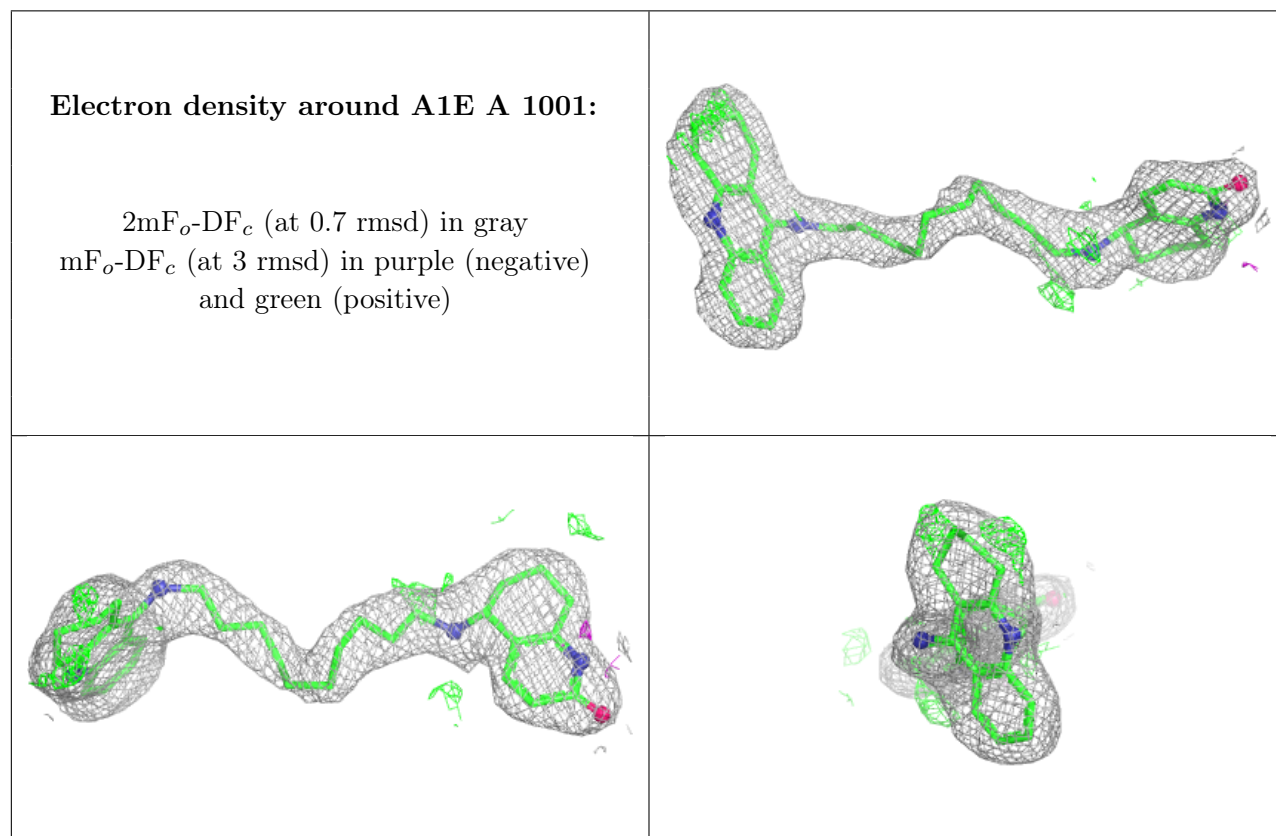 Electron density around A1E A 1001:
2mFo-DFc (at 0.7 rmsd) in gray
mFo-DFc (at 3 rmsd) in purple (negative)
and green (positive)